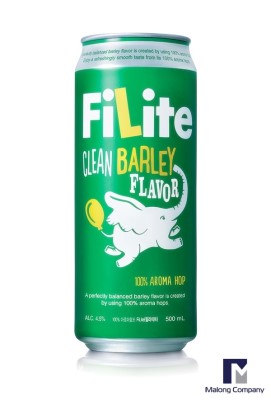 FiLite
CLEAN BARLEY
FLAVOR
100% AROMA HOP
A perfectly balanced barley flavor is created
by using 100% aroma hops.
ALC. 4.5%
500 mL
Malong Company